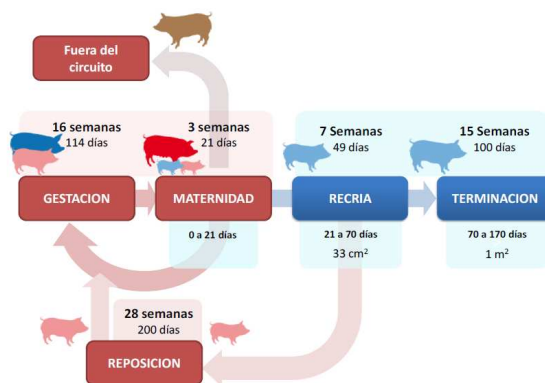 Fuera del
circuito
16 semanas
114 días
3 semanas
21 días
7 Semanas
49 días
15 Semanas
100 días
GESTACION
MATERNIDAD
RECRIA
TERMINACION
0 a 21 días
21 a 70 días
33 cm²
70 a 170 días
1 m²
28 semanas
200 días
REPOSICION